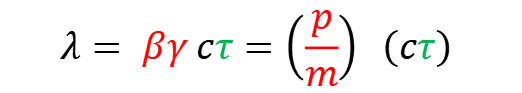 λ = βγ cτ = (p/m) (cτ)